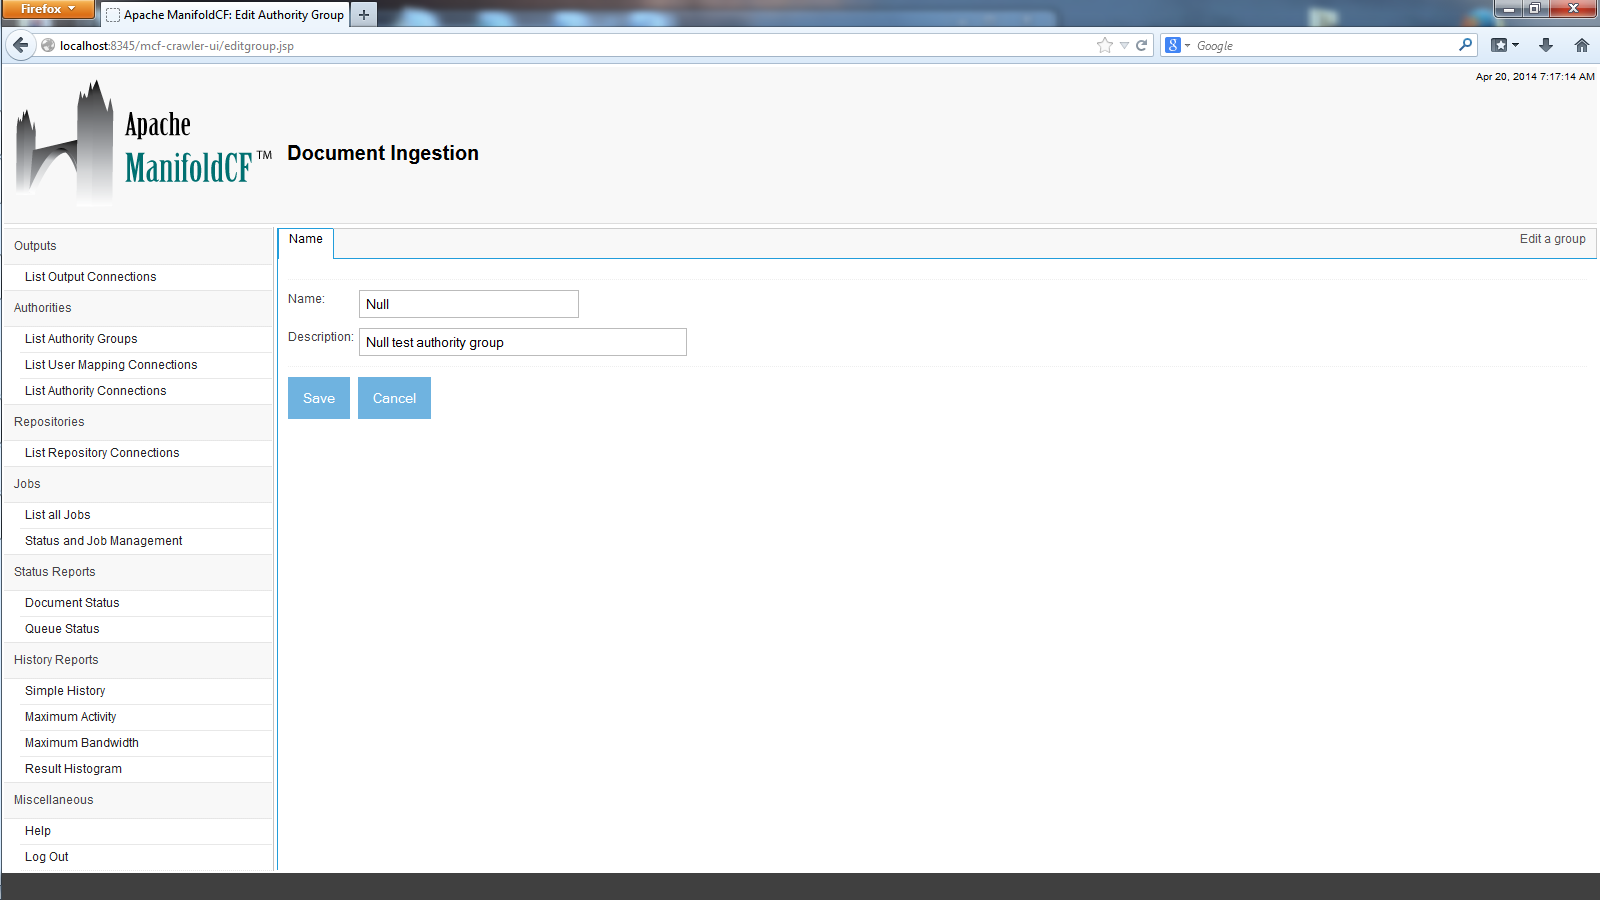 Firefox
Apache ManifoldCF: Edit Authority Group
localhost:8345/mcf-crawler-ui/editgroup.jsp
Google
Apr 20, 2014 7:17:14 AM
Apache
ManifoldCF™
Document Ingestion
Outputs
List Output Connections
Authorities
List Authority Groups
List User Mapping Connections
List Authority Connections
Repositories
List Repository Connections
Jobs
List all Jobs
Status and Job Management
Status Reports
Document Status
Queue Status
History Reports
Simple History
Maximum Activity
Maximum Bandwidth
Result Histogram
Miscellaneous
Help
Log Out
Name
Edit a group
Name: Null
Description: Null test authority group
Save Cancel